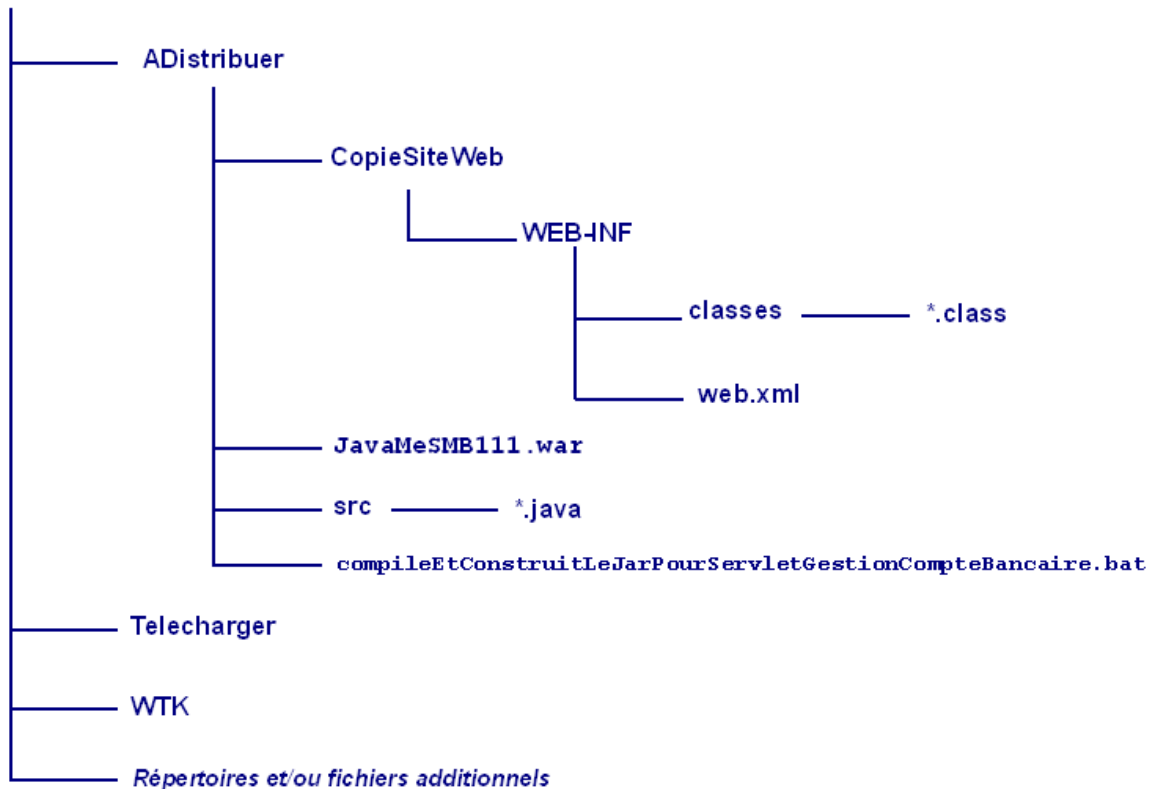 ADistribuer
CopieSiteWeb
WEB-INF
classes
*.class
web.xml
JavaMeSMB111.war
src
*.java
compileEtConstruitLeJarPourServletGestionCompteBancaire.bat
Telecharger
WTK
Répertoires et/ou fichiers additionnels